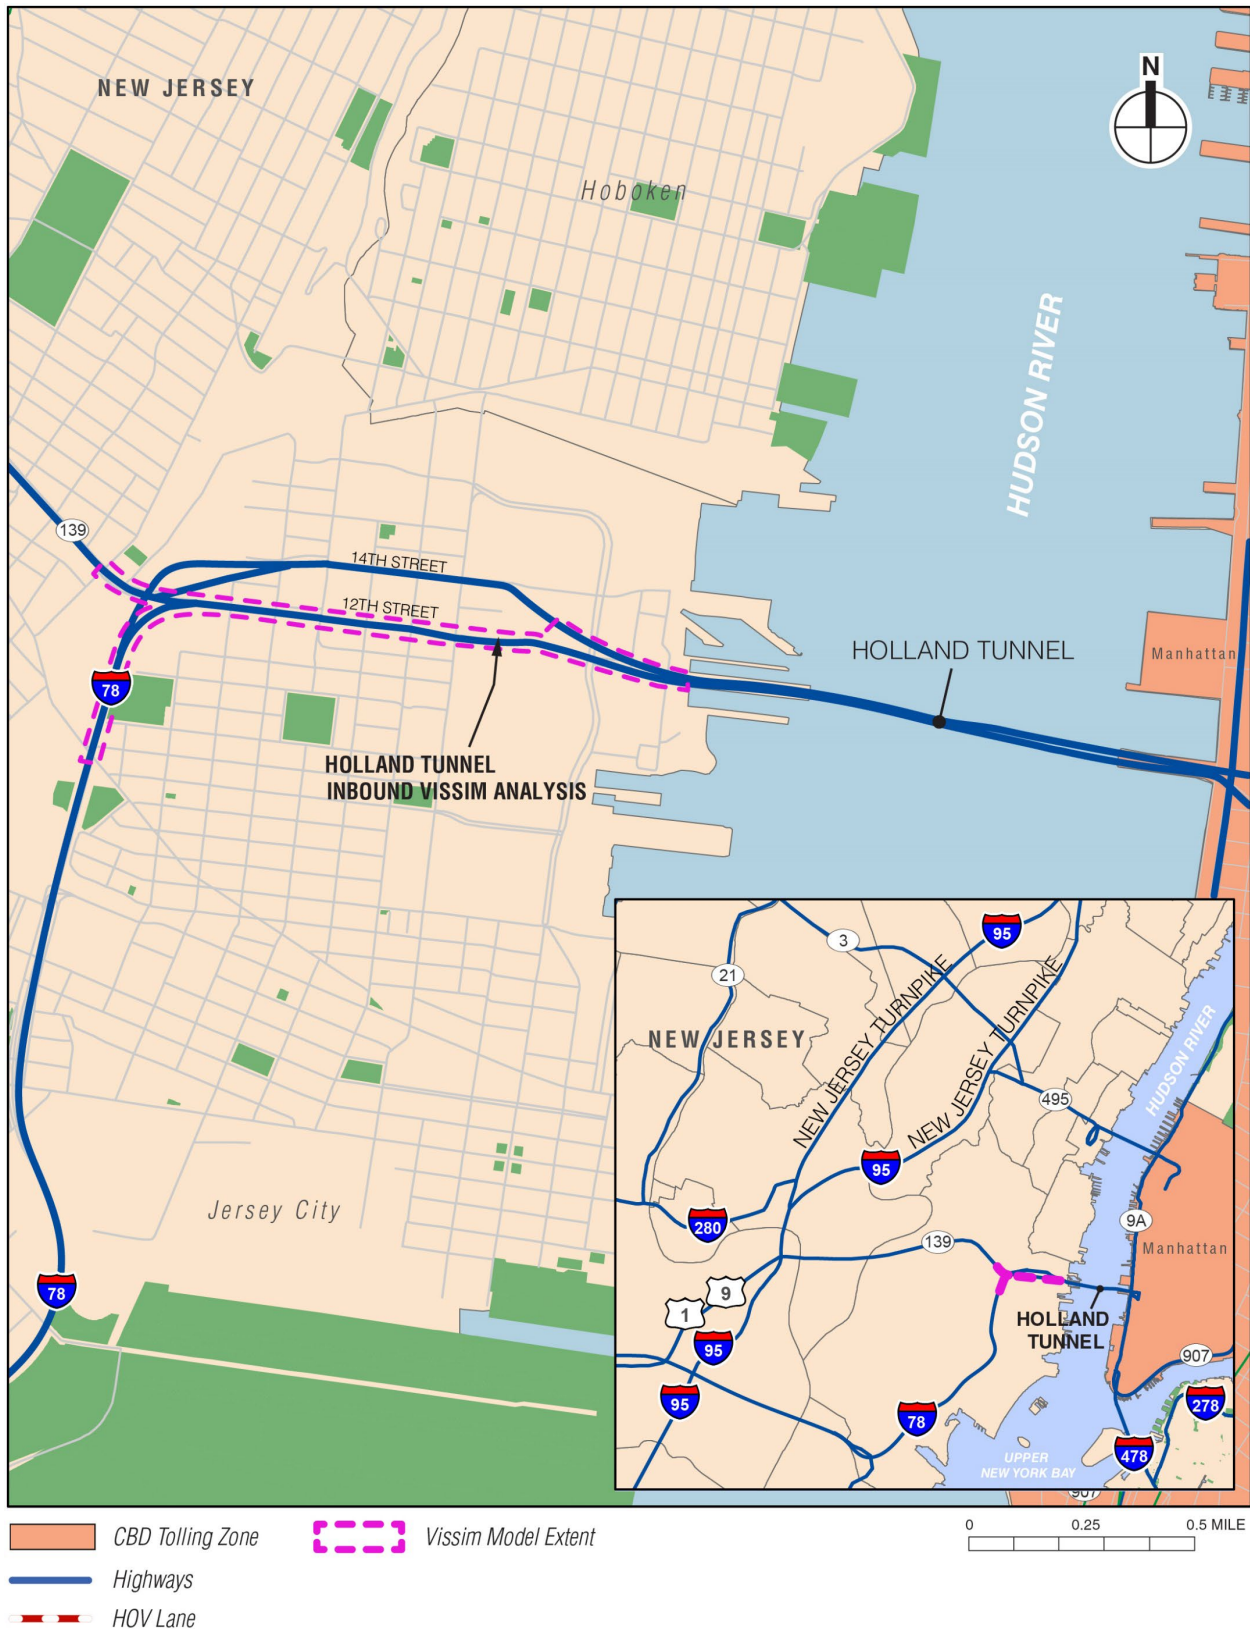 N
NEW JERSEY
Hoboken
HUDSON RIVER
139
14TH STREET
12TH STREET
HOLLAND TUNNEL
Manhattan
78
HOLLAND TUNNEL
INBOUND VISSIM ANALYSIS
Jersey City
78
95
3
21
NEW JERSEY TURNPIKE
NEW JERSEY TURNPIKE
NEW JERSEY
HUDSON RIVER
495
95
280
9A
139
Manhattan
9
1
HOLLAND
TUNNEL
95
907
95
278
78
478
UPPER
NEW YORK BAY
907
CBD Tolling Zone
Vissim Model Extent
0 0.25 0.5 MILE
Highways
HOV Lane